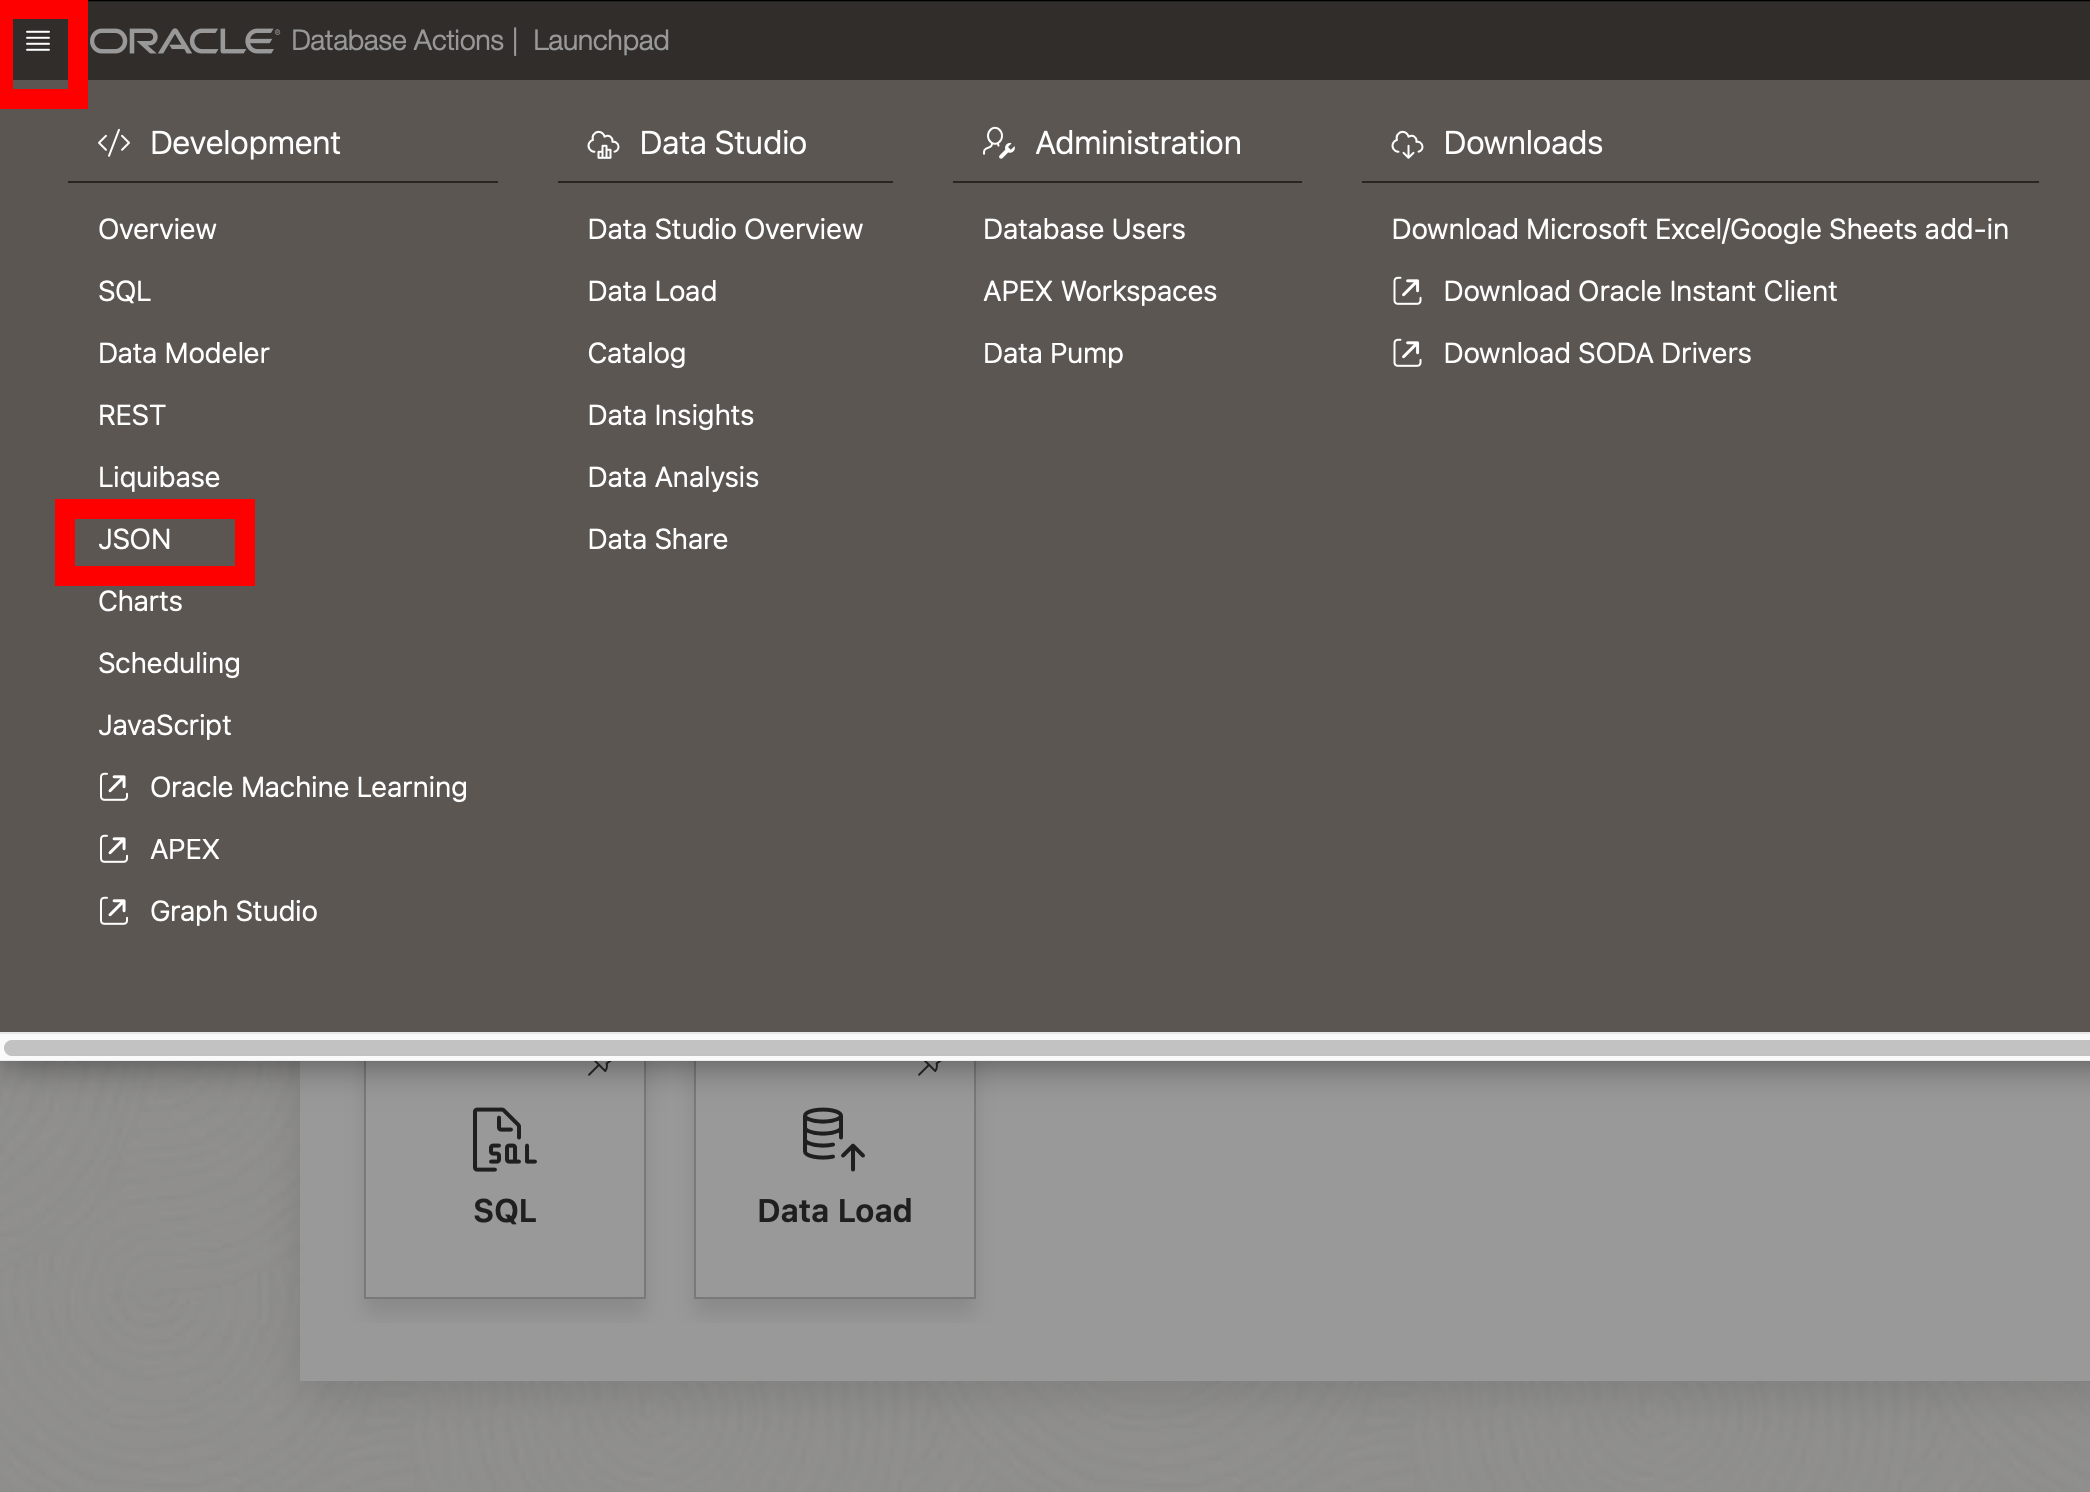 ORACLE Database Actions | Launchpad
Development
Overview
SQL
Data Modeler
REST
Liquibase
JSON
Charts
Scheduling
JavaScript
Oracle Machine Learning
APEX
Graph Studio
Data Studio
Data Studio Overview
Data Load
Catalog
Data Insights
Data Analysis
Data Share
Administration
Database Users
APEX Workspaces
Data Pump
Downloads
Download Microsoft Excel/Google Sheets add-in
Download Oracle Instant Client
Download SODA Drivers
SQL
SQL
Data Load